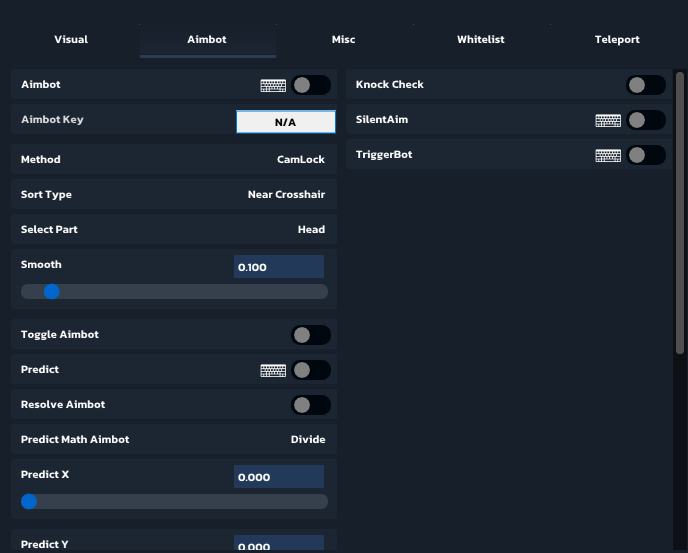 Visual Aimbot Misc Whitelist Teleport
Aimbot
Aimbot Key N/A
Method CamLock
Sort Type Near Crosshair
Select Part Head
Smooth 0.100
Toggle Aimbot
Predict
Resolve Aimbot
Predict Math Aimbot Divide
Predict X 0.000
Predict Y 0.000
Knock Check
SilentAim
TriggerBot